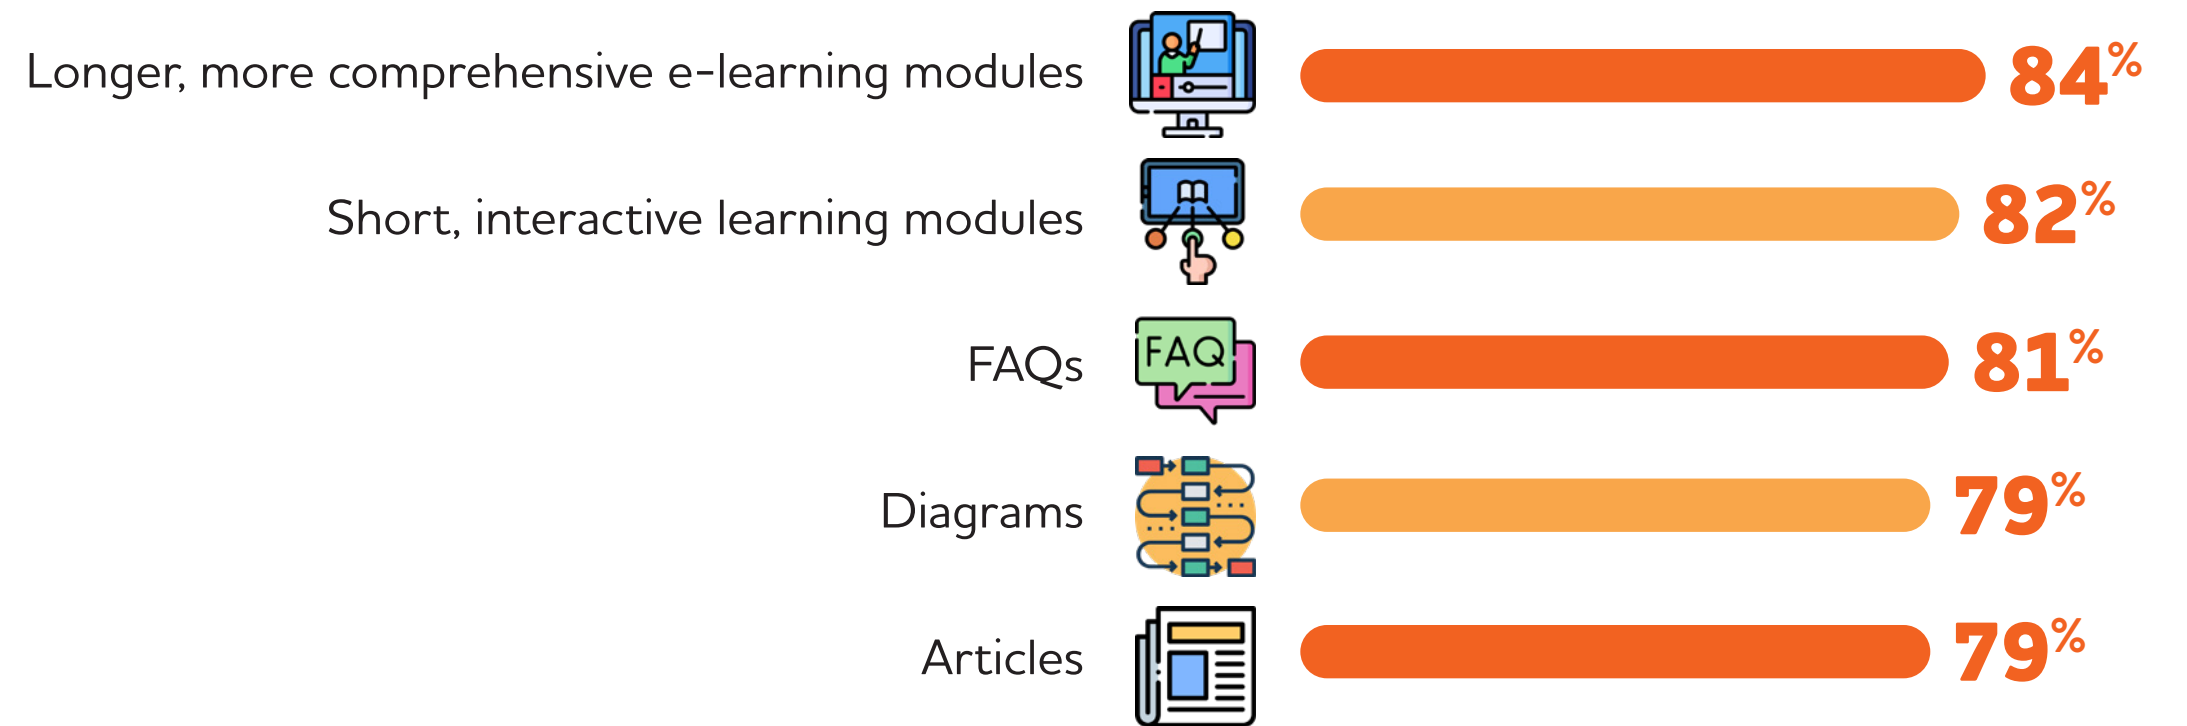 Longer, more comprehensive e-learning modules 84%
Short, interactive learning modules 82%
FAQs FAQ 81%
Diagrams 79%
Articles 79%